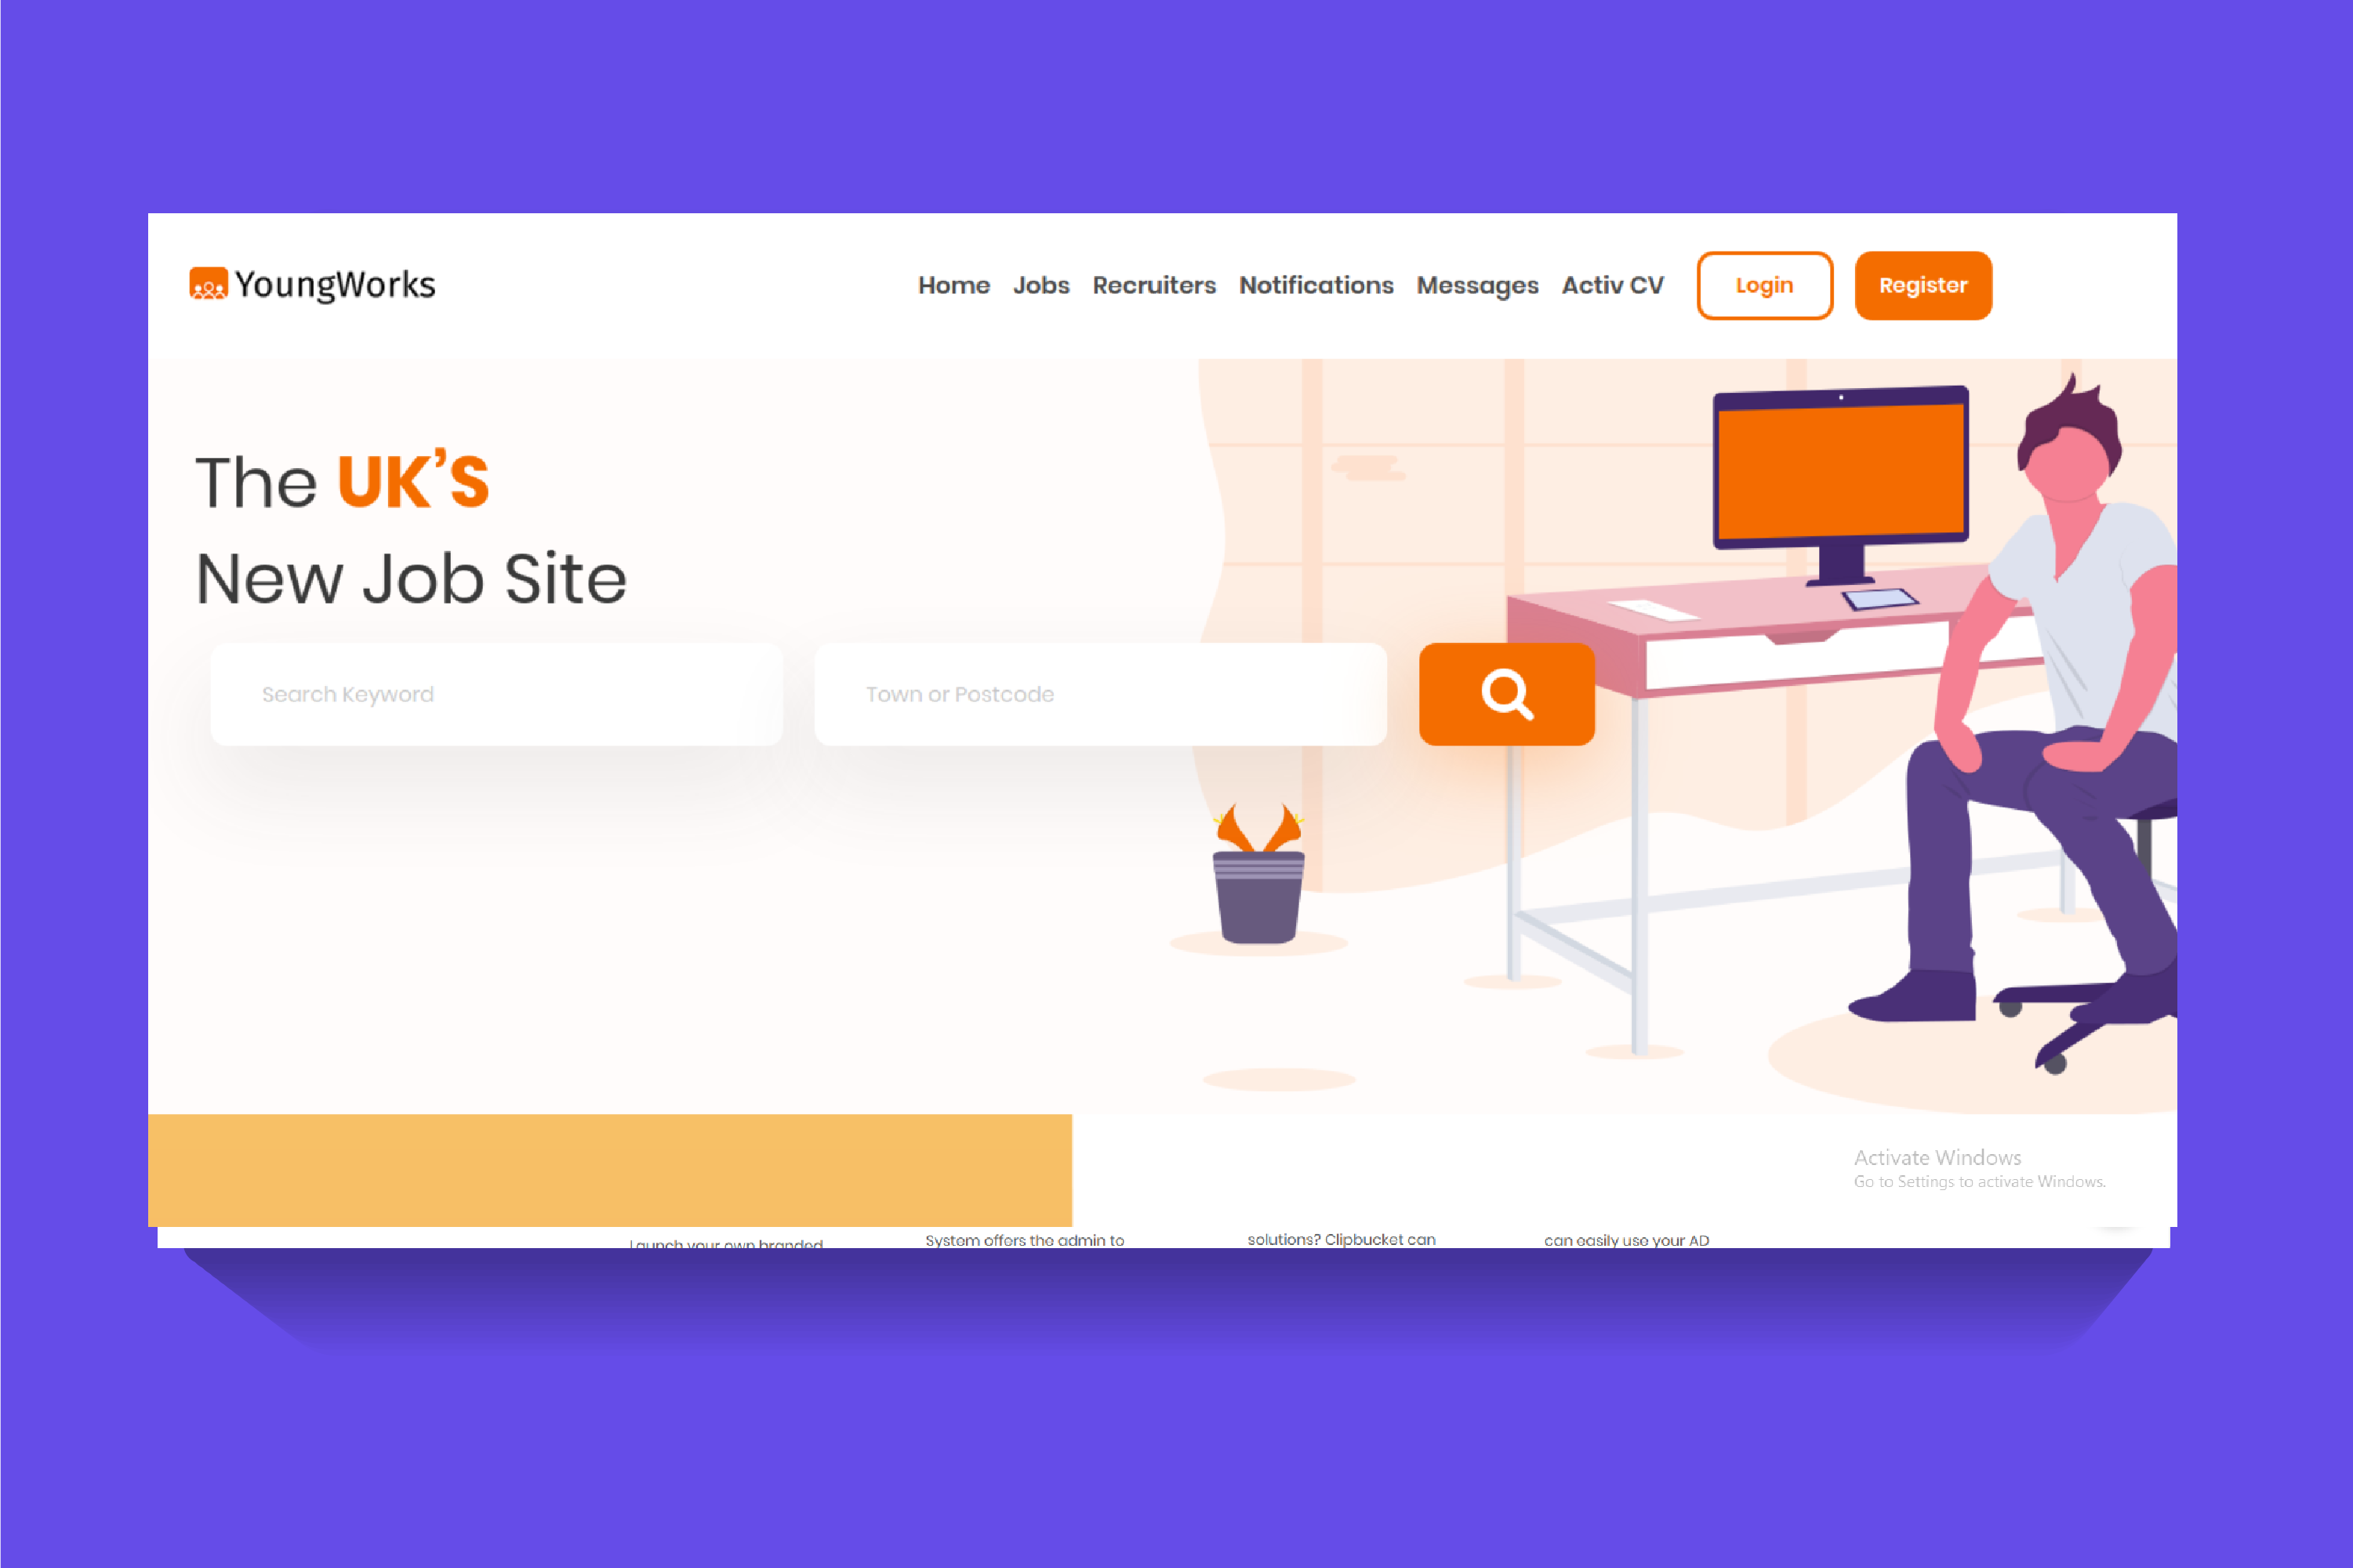 YoungWorks
Home Jobs Recruiters Notifications Messages Activ CV Login Register
The UK'S
New Job Site
Search Keyword Town or Postcode
Activate Windows
Go to Settings to activate Windows.
Launch your own branded System offers the admin to solutions? Clipbucket can can easily use your AD